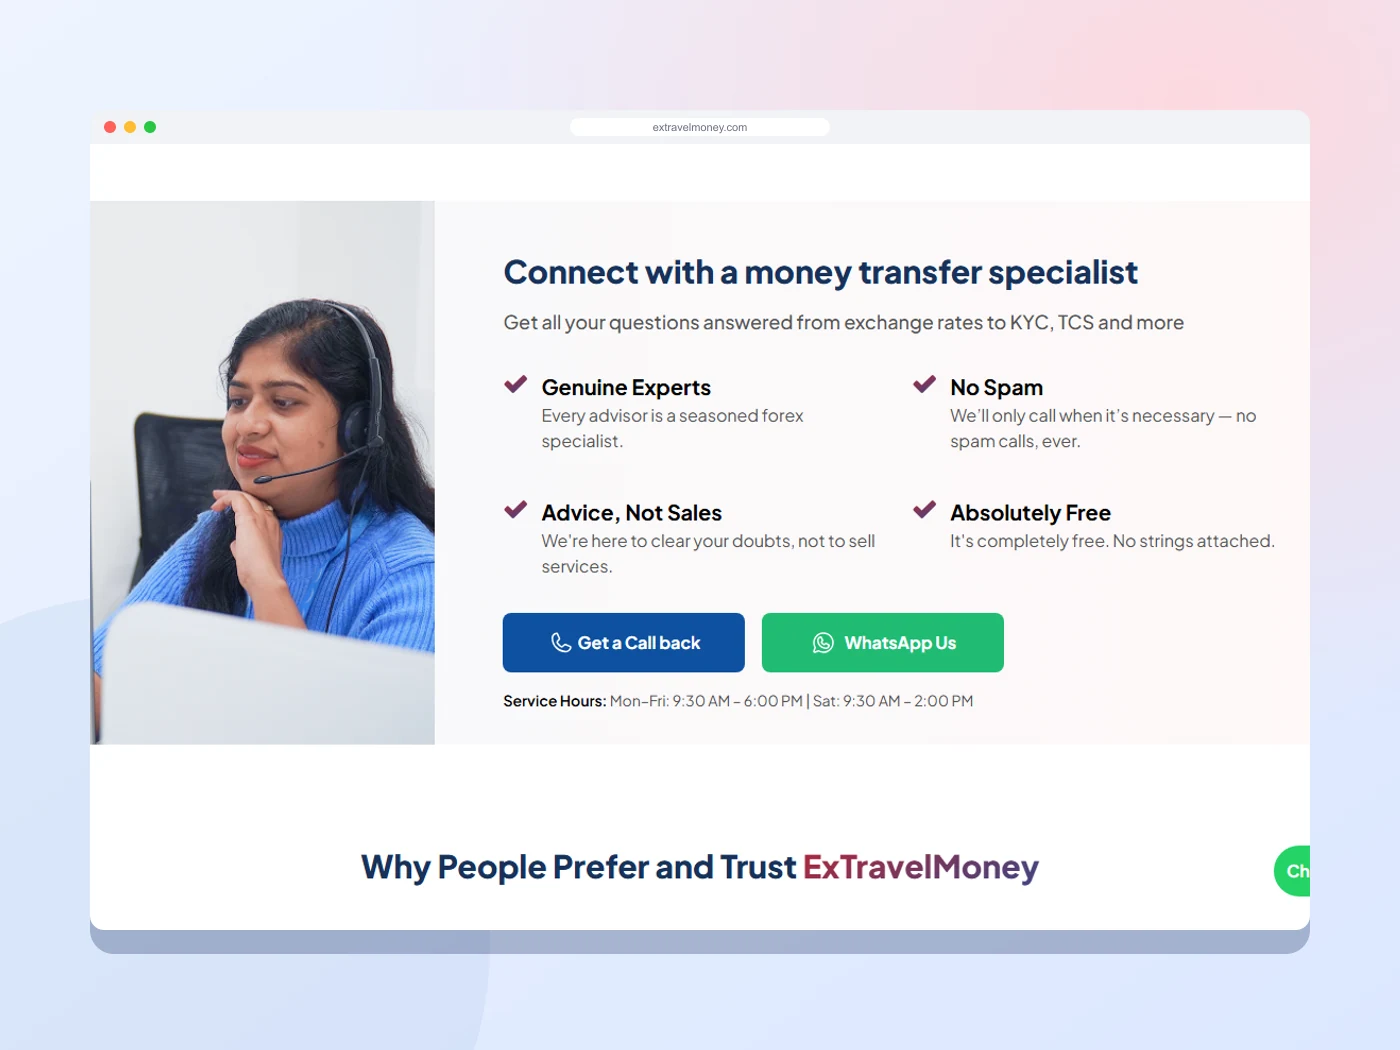 extravelmoney.com
Connect with a money transfer specialist
Get all your questions answered from exchange rates to KYC, TCS and more
Genuine Experts
Every advisor is a seasoned forex
specialist.
No Spam
We’ll only call when it’s necessary — no
spam calls, ever.
Advice, Not Sales
We're here to clear your doubts, not to sell
services.
Absolutely Free
It's completely free. No strings attached.
Get a Call back
WhatsApp Us
Service Hours: Mon–Fri: 9:30 AM – 6:00 PM | Sat: 9:30 AM – 2:00 PM
Why People Prefer and Trust ExTravelMoney
Ch